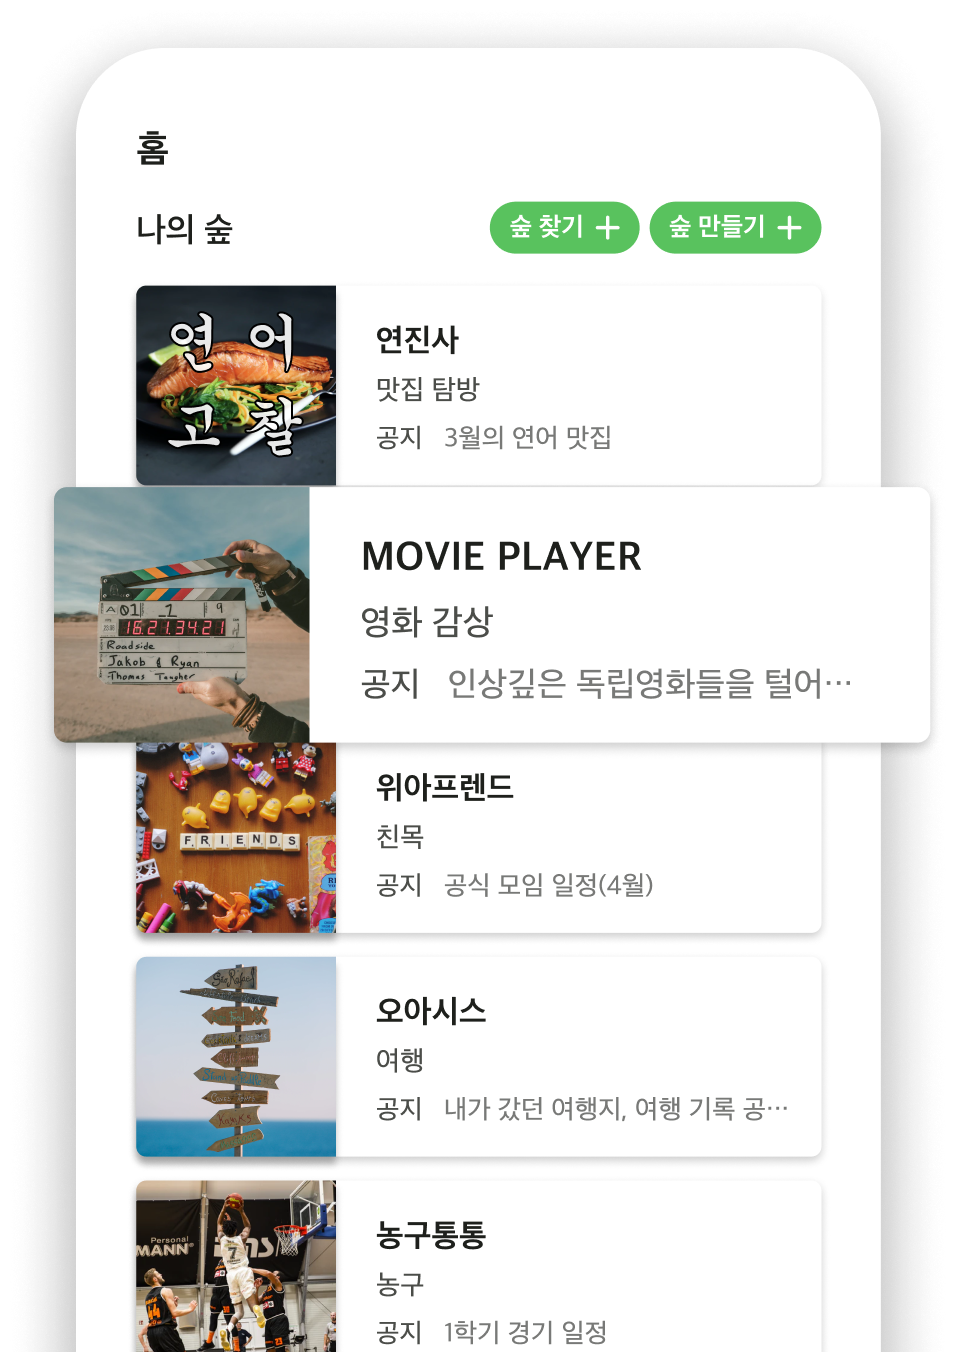 홈
나의 숲
숲 찾기
숲 만들기
연 어
고 찰
연진사
맛집 탐방
공지 3월의 연어 맛집
A 01 1 9
16:21.34.21
Roadside
Jakob & Ryan
Thomas Taugher
MOVIE PLAYER
영화 감상
공지 인상깊은 독립영화들을 털어…
FRIENDS
위아프렌드
친목
공지 공식 모임 일정(4월)
오아시스
여행
공지 내가 갔던 여행지, 여행 기록 공…
Kayaks
Personal
MANN
7
44
23
농구통통
농구
공지 1학기 경기 일정